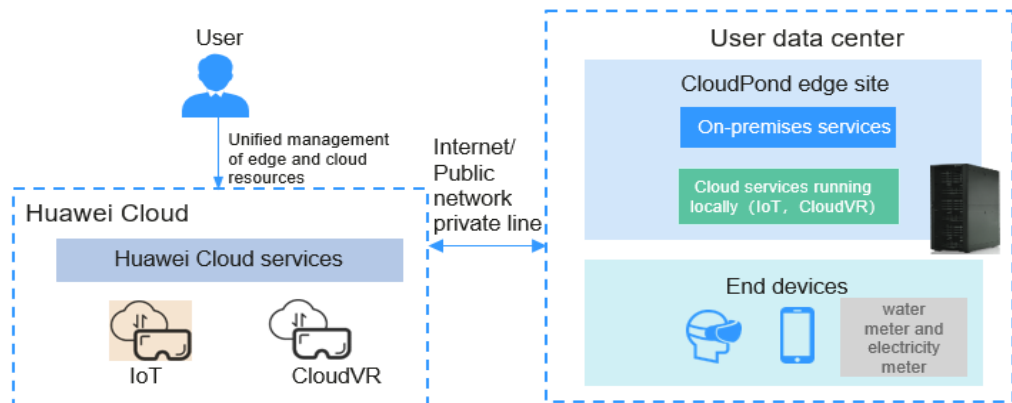 User
Unified management
of edge and cloud
resources
Huawei Cloud
Huawei Cloud services
IoT
CloudVR
Internet/
Public
network
private line
User data center
CloudPond edge site
On-premises services
Cloud services running
locally (IoT, CloudVR)
End devices
water
meter and
electricity
meter